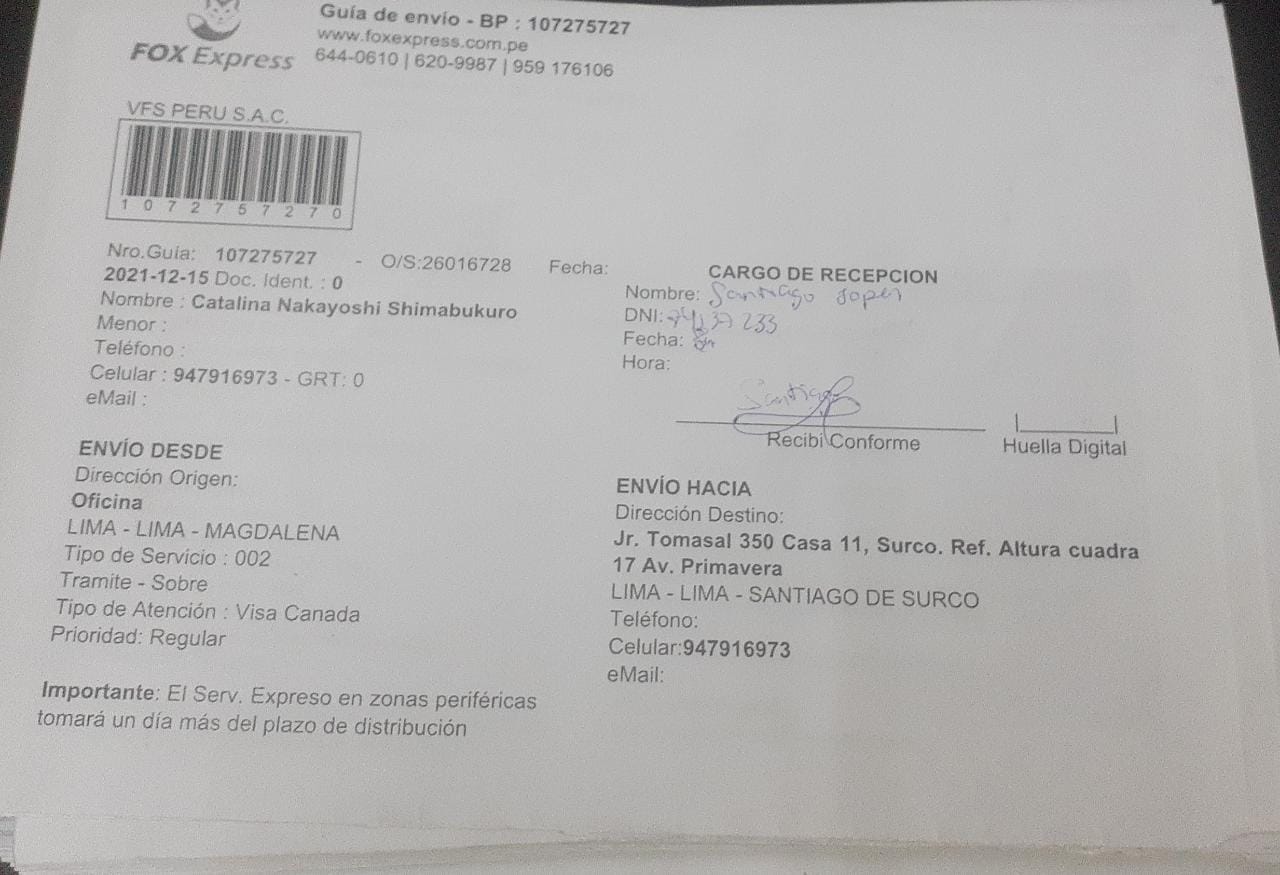 FOX Express
Guía de envío - BP : 107275727
www.foxexpress.com.pe
644-0610 | 620-9987 | 959 176106
VFS PERU S.A.C.
1 0 7 2 7 5 7 2 7 0
Nro.Guia: 107275727 - O/S:26016728 Fecha:
2021-12-15 Doc. Ident. : 0
Nombre : Catalina Nakayoshi Shimabukuro
Menor :
Teléfono :
Celular : 947916973 - GRT: 0
eMail :
CARGO DE RECEPCION
Nombre: Santiago
DNI:
Fecha:
Hora:
Santiago
Recibi Conforme
Huella Digital
ENVÍO DESDE
Dirección Origen:
Oficina
LIMA - LIMA - MAGDALENA
Tipo de Servicio : 002
Tramite - Sobre
Tipo de Atención : Visa Canada
Prioridad: Regular
ENVÍO HACIA
Dirección Destino:
Jr. Tomasal 350 Casa 11, Surco. Ref. Altura cuadra
17 Av. Primavera
LIMA - LIMA - SANTIAGO DE SURCO
Teléfono:
Celular:947916973
eMail:
Importante: El Serv. Expreso en zonas periféricas
tomará un día más del plazo de distribución